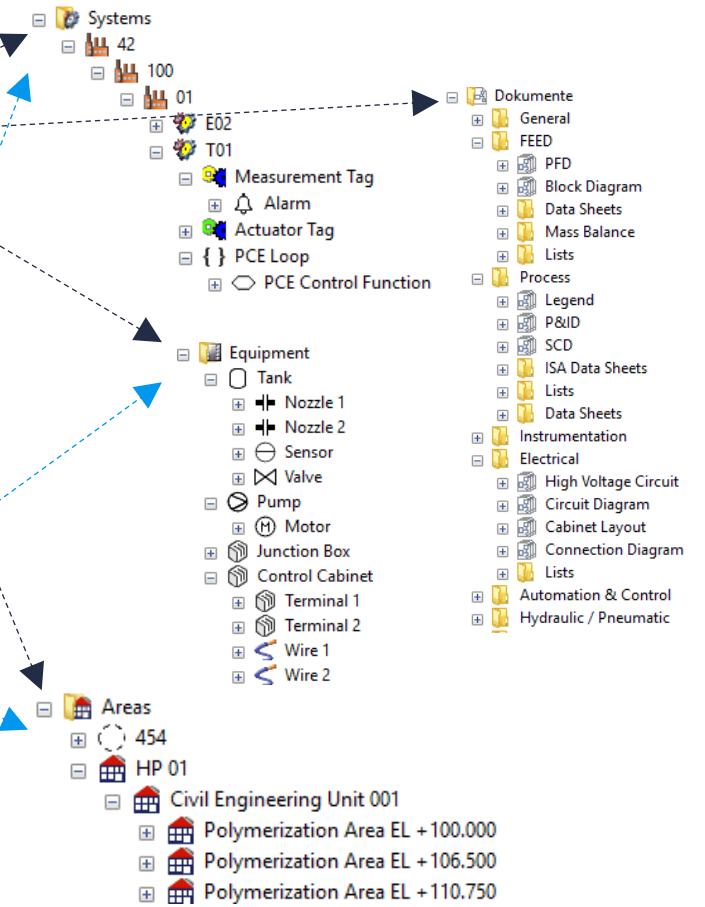 Systems
42
100
01
E02
T01
Measurement Tag
Alarm
Actuator Tag
{ } PCE Loop
PCE Control Function
Dokumente
General
FEED
PFD
Block Diagram
Data Sheets
Mass Balance
Lists
Process
Legend
P&ID
SCD
ISA Data Sheets
Lists
Data Sheets
Instrumentation
Electrical
High Voltage Circuit
Circuit Diagram
Cabinet Layout
Connection Diagram
Lists
Automation & Control
Hydraulic / Pneumatic
Equipment
Tank
Nozzle 1
Nozzle 2
Sensor
Valve
Pump
M Motor
Junction Box
Control Cabinet
Terminal 1
Terminal 2
Wire 1
Wire 2
Areas
454
HP 01
Civil Engineering Unit 001
Polymerization Area EL +100.000
Polymerization Area EL +106.500
Polymerization Area EL +110.750